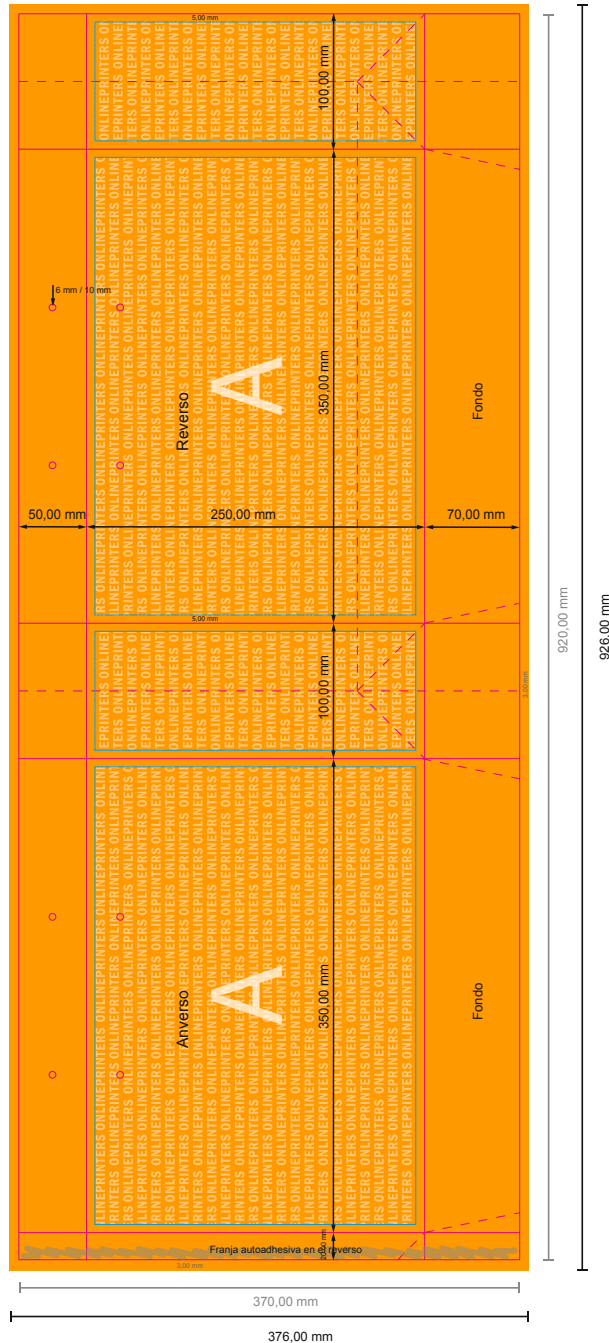 5,00 mm
100,00 mm
6 mm / 10 mm
Reverso
A
350,00 mm
Fondo
50,00 mm
250,00 mm
70,00 mm
5,00 mm
100,00 mm
3,00 mm
920,00 mm
926,00 mm
Anverso
A
350,00 mm
Fondo
20,00 mm
Franja autoadhesiva en el reverso
3,00 mm
370,00 mm
376,00 mm
ONLINEPRINTERS ONLINEPRINTERS ONLINEPRINTERS